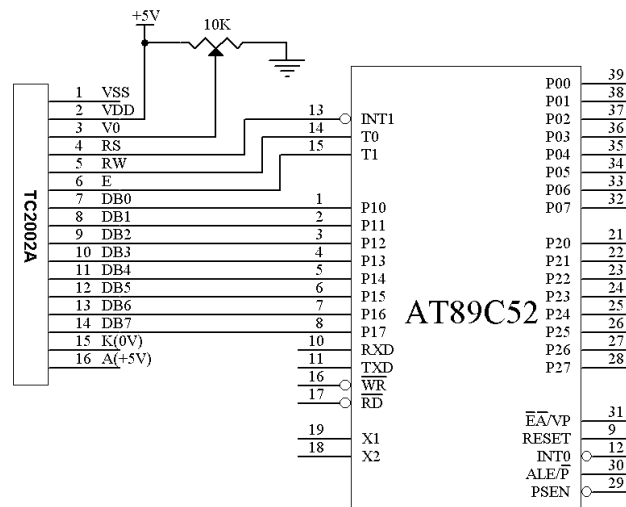 +5V
10K
TC2002A
1 VSS
2 VDD
3 V0
4 RS
5 RW
6 E
7 DB0
8 DB1
9 DB2
10 DB3
11 DB4
12 DB5
13 DB6
14 DB7
15 K(0V)
16 A(+5V)
13 INT1
14 T0
15 T1
1 P10
2 P11
3 P12
4 P13
5 P14
6 P15
7 P16
8 P17
10 RXD
11 TXD
16 WR
17 RD
19 X1
18 X2
AT89C52
P00 39
P01 38
P02 37
P03 36
P04 35
P05 34
P06 33
P07 32
P20 21
P21 22
P22 23
P23 24
P24 25
P25 26
P26 27
P27 28
EA/VP 31
RESET 9
INT0 12
ALE/P 30
PSEN 29